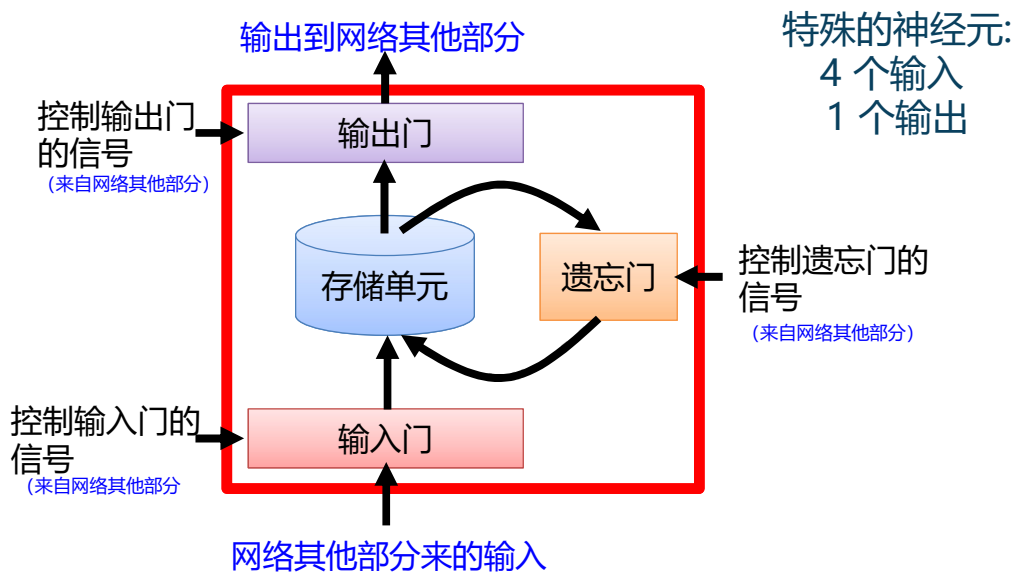 输出到网络其他部分
特殊的神经元:
4 个输入
1 个输出
控制输出门
的信号
（来自网络其他部分）
输出门
存储单元
遗忘门
控制遗忘门的
信号
（来自网络其他部分）
控制输入门的
信号
（来自网络其他部分
输入门
网络其他部分来的输入